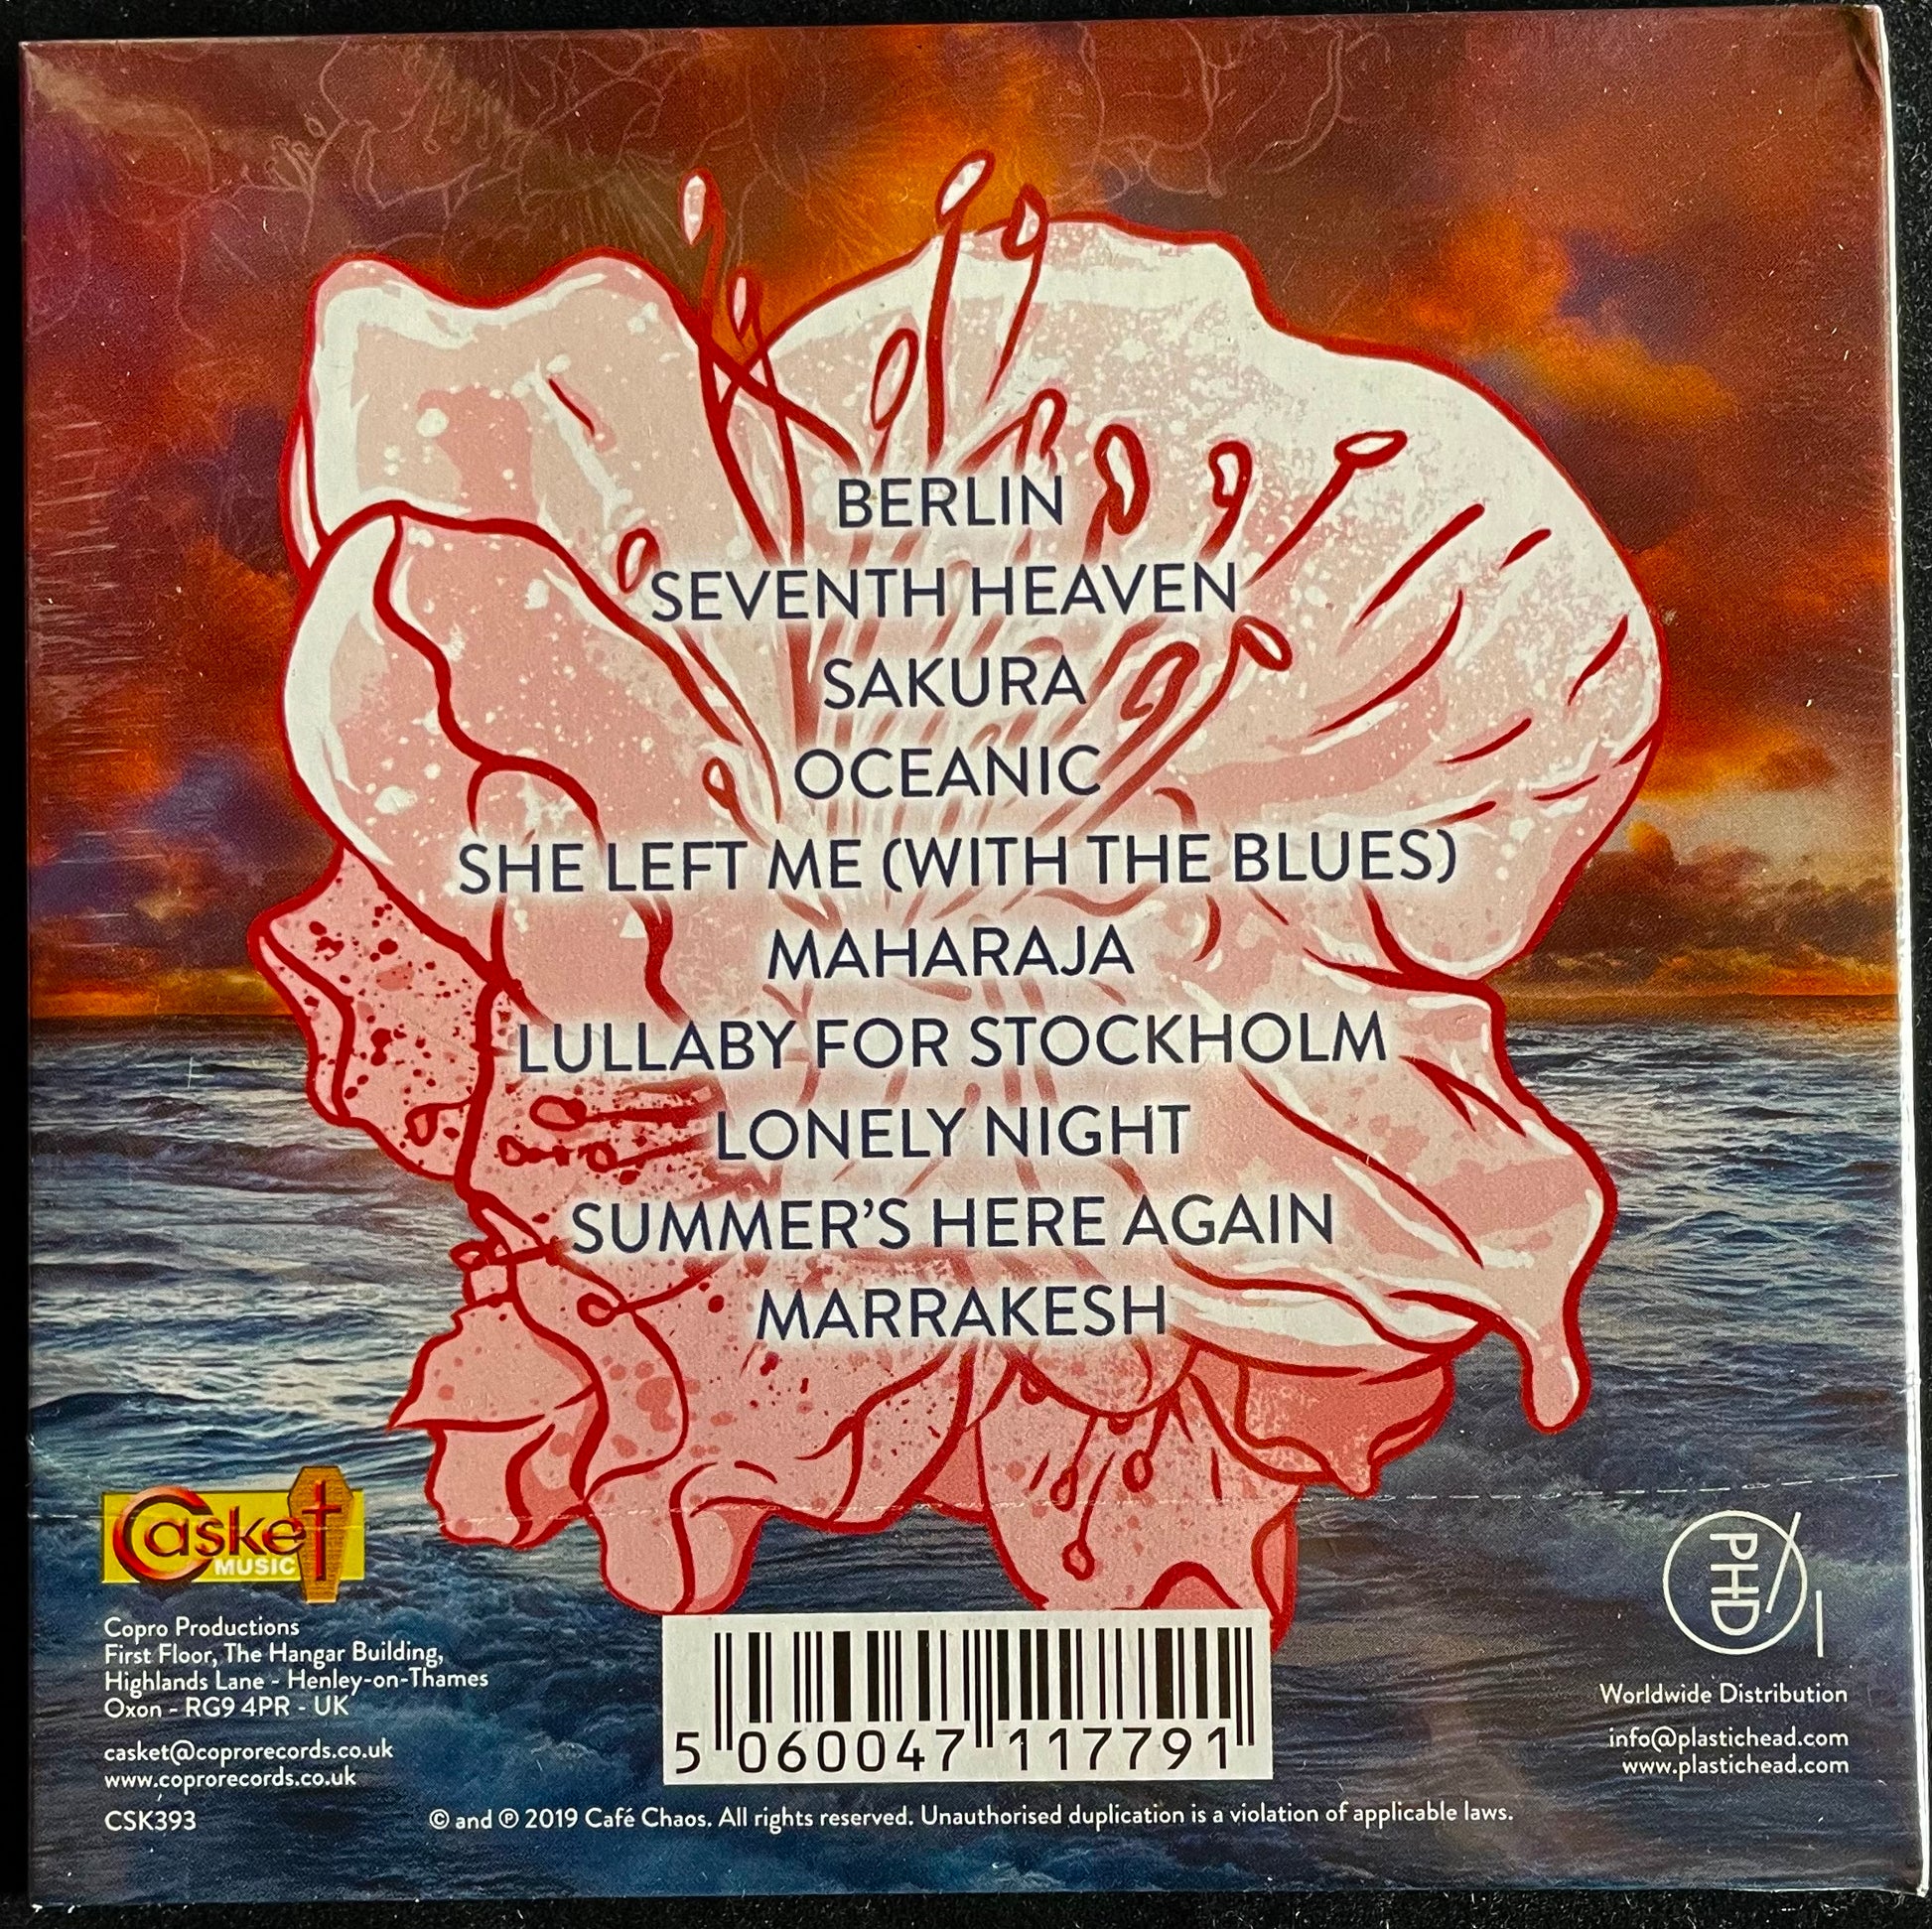 BERLIN
SEVENTH HEAVEN
SAKURA
OCEANIC
SHE LEFT ME (WITH THE BLUES)
MAHARAJA
LULLABY FOR STOCKHOLM
LONELY NIGHT
SUMMER'S HERE AGAIN
MARRAKESH
Casket
MUSIC
Copro Productions
First Floor, The Hangar Building,
Highlands Lane - Henley-on-Thames
Oxon - RG9 4PR - UK
casket@coprorecords.co.uk
www.coprorecords.co.uk
CSK393
5 060047 117791
PHD
Worldwide Distribution
info@plastichead.com
www.plastichead.com
© and ℗ 2019 Café Chaos. All rights reserved. Unauthorised duplication is a violation of applicable laws.